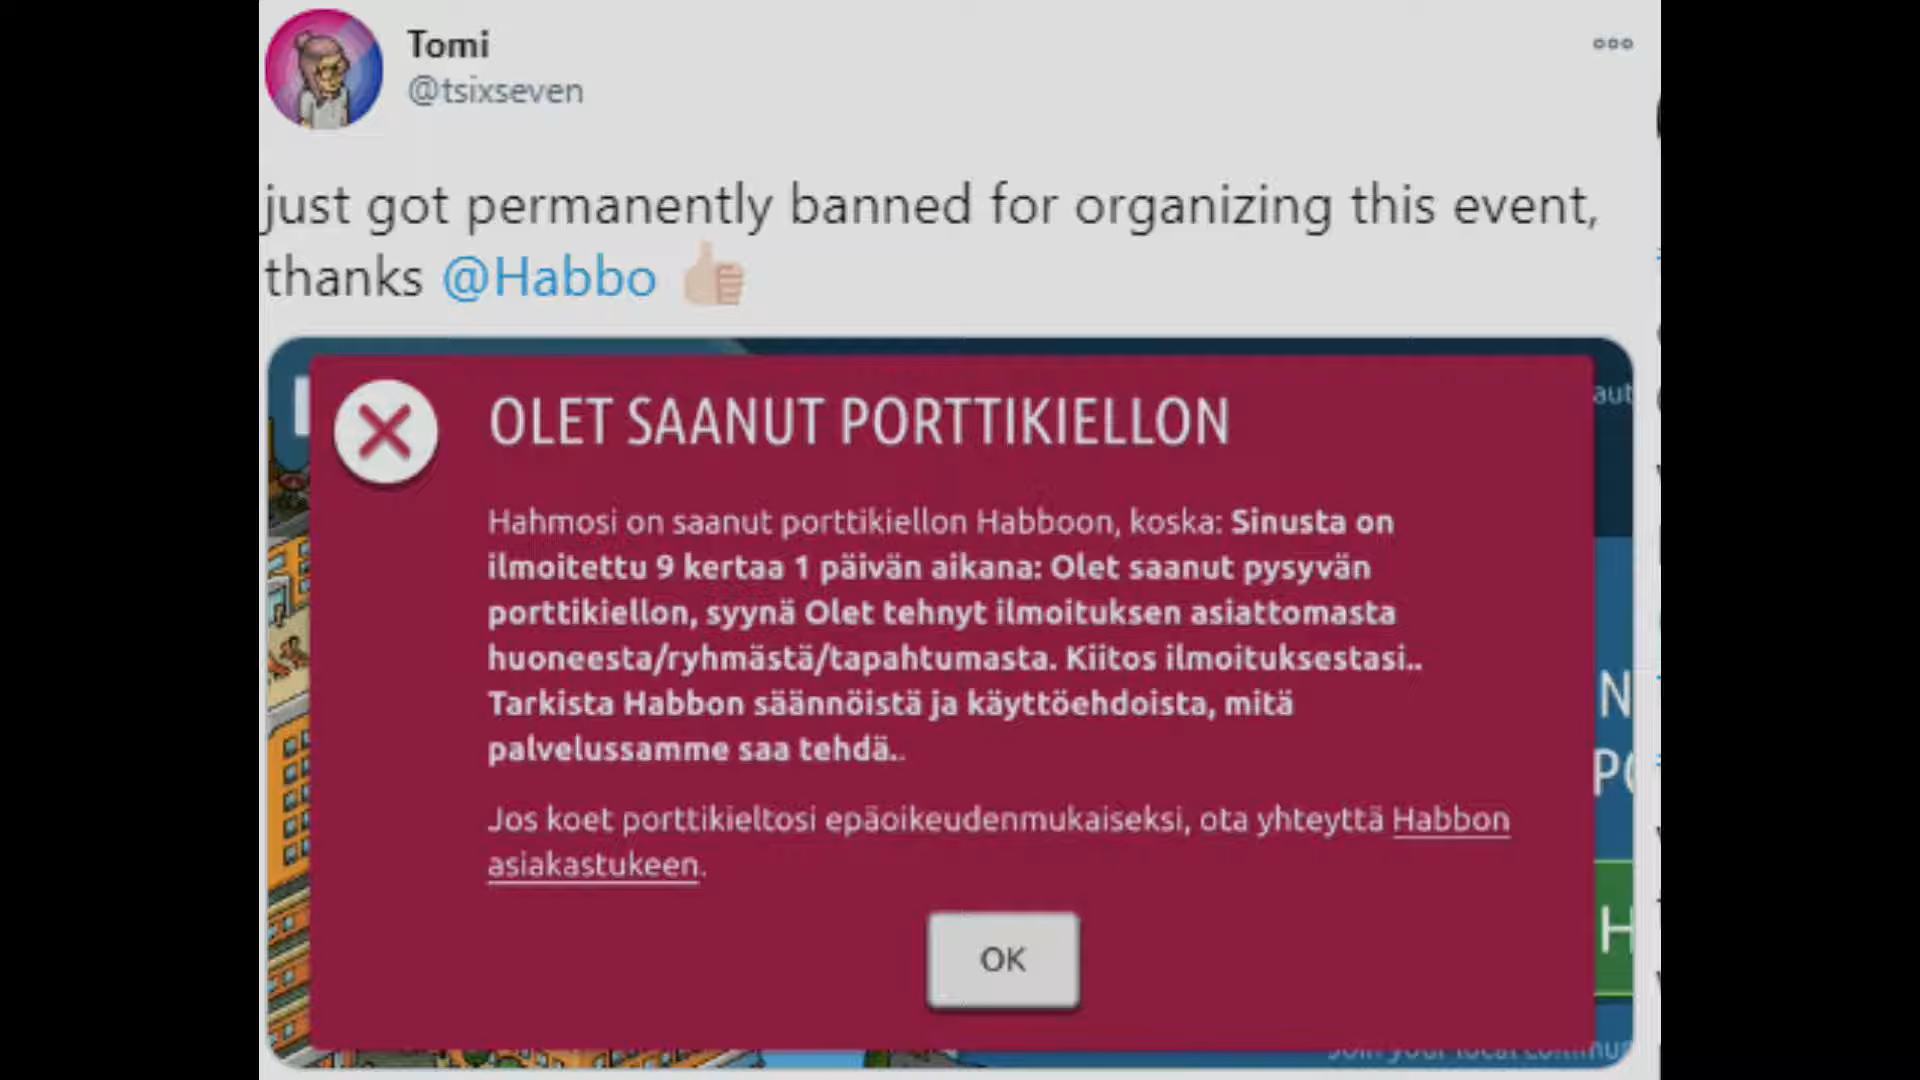 Tomi
@tsixseven
just got permanently banned for organizing this event,
thanks @Habbo 👍🏻
OLET SAANUT PORTTIKIELLON
Hahmosi on saanut porttikiellon Habboon, koska: Sinusta on
ilmoitettu 9 kertaa 1 päivän aikana: Olet saanut pysyvän
porttikiellon, syynä Olet tehnyt ilmoituksen asiattomasta
huoneesta/ryhmästä/tapahtumasta. Kiitos ilmoituksestasi..
Tarkista Habbon säännöistä ja käyttöehdoista, mitä
palvelussamme saa tehdä..
Jos koet porttikieltosi epäoikeudenmukaiseksi, ota yhteyttä Habbon
asiakastukeen.
OK